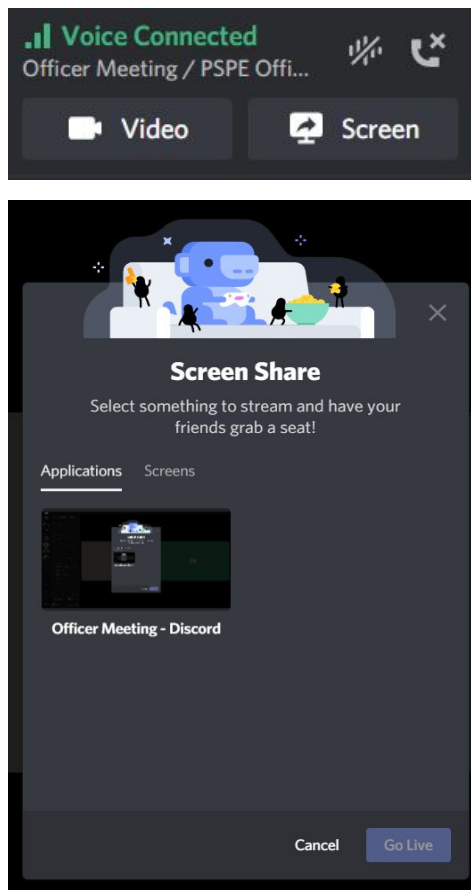 Voice Connected
Officer Meeting / PSPE Offi...
Video
Screen
Screen Share
Select something to stream and have your
friends grab a seat!
Applications
Screens
Officer Meeting - Discord
Cancel
Go Live